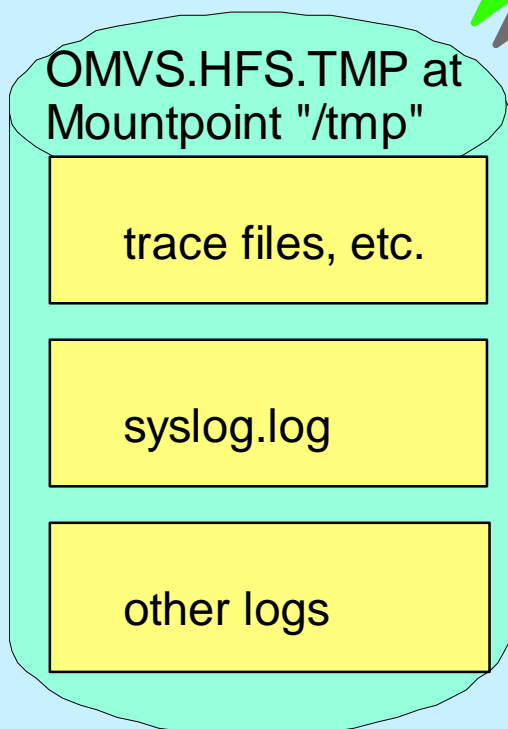 OMVS.HFS.TMP at
Mountpoint "/tmp"
trace files, etc.
syslog.log
other logs